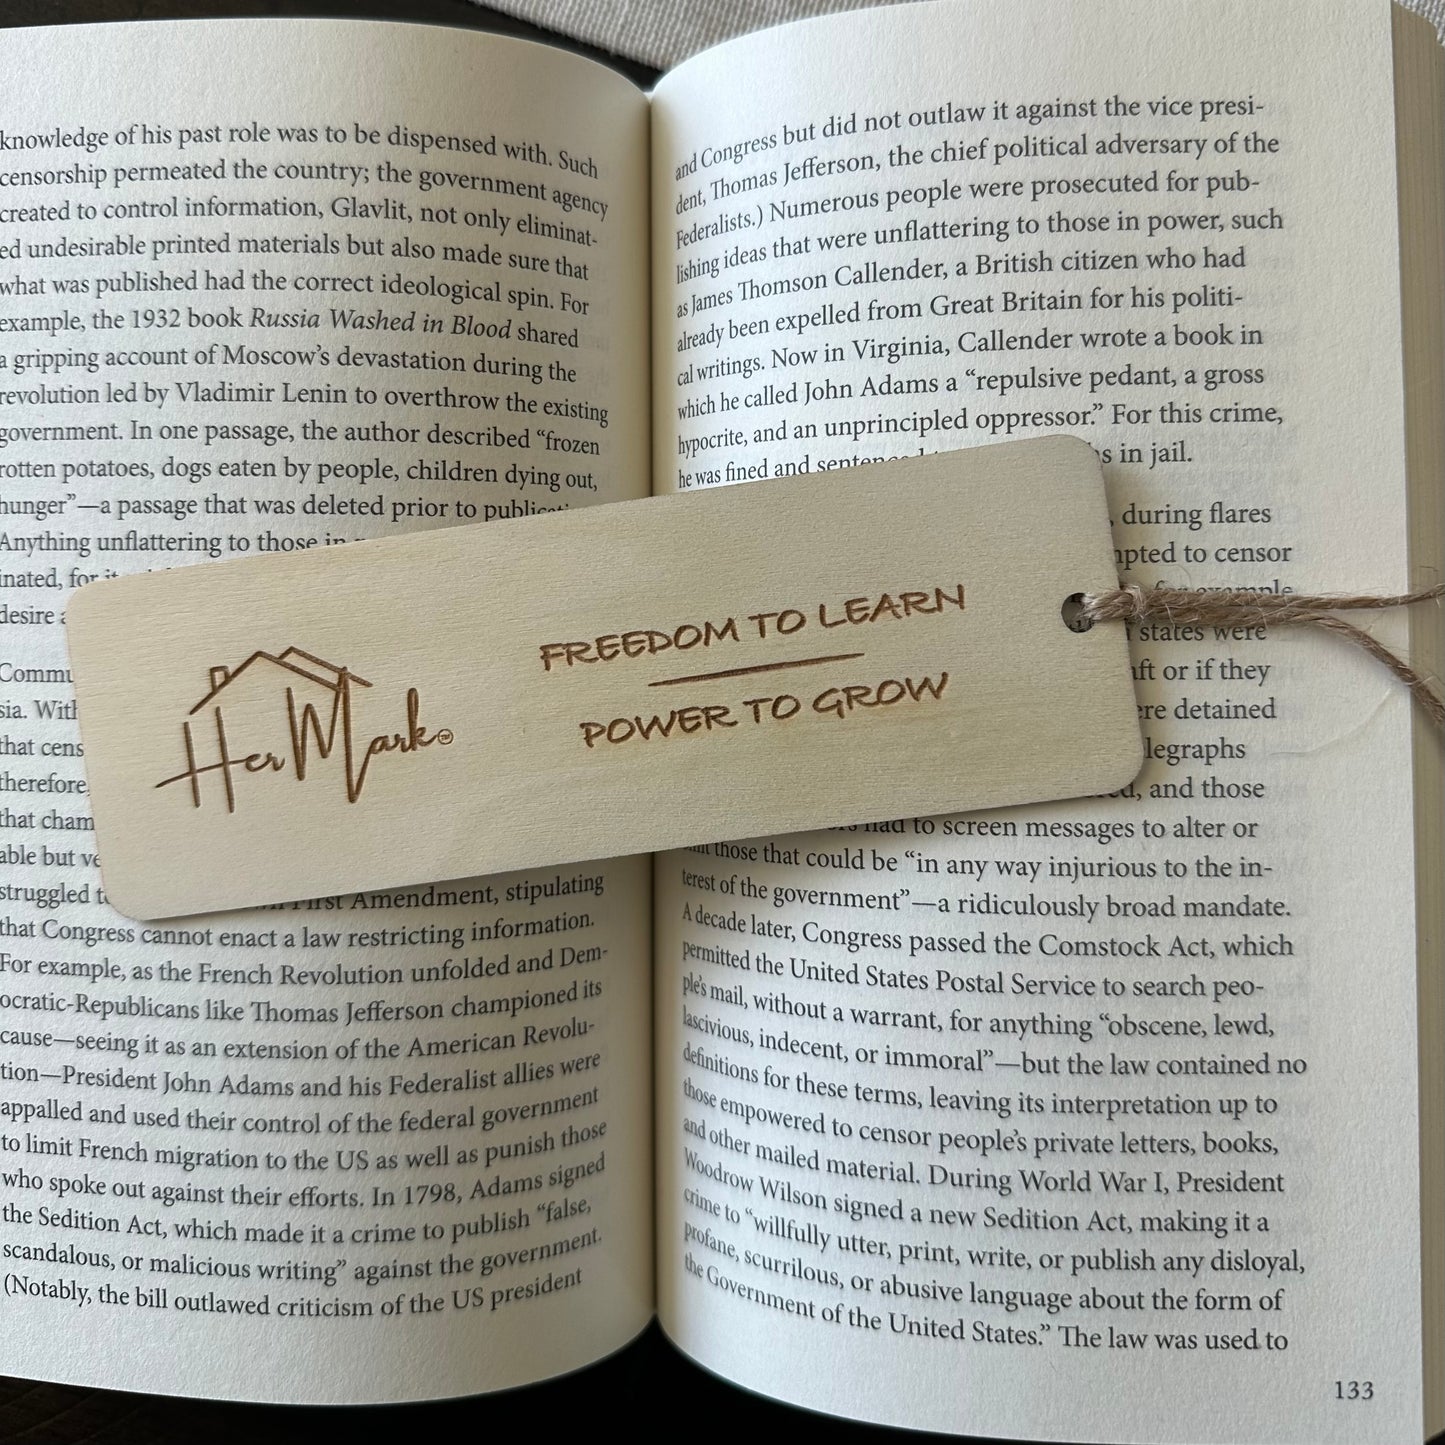 knowledge of his past role was to be dispensed with. Such
censorship permeated the country; the government agency
created to control information, Glavlit, not only eliminat-
ed undesirable printed materials but also made sure that
what was published had the correct ideological spin. For
example, the 1932 book Russia Washed in Blood shared
a gripping account of Moscow's devastation during the
revolution led by Vladimir Lenin to overthrow the existing
government. In one passage, the author described “frozen
rotten potatoes, dogs eaten by people, children dying out,
hunger”—a passage that was deleted prior to
Anything unflattering to those in
inated, for
desire
sia. With
that cens
therefore,
that cham
able but ve
struggled
First Amendment, stipulating
that Congress cannot enact a law restricting information.
For example, as the French Revolution unfolded and Dem-
ocratic-Republicans like Thomas Jefferson championed its
cause—seeing it as an extension of the American Revolu-
tion—President John Adams and his Federalist allies were
appalled and used their control of the federal government
to limit French migration to the US as well as punish those
who spoke out against their efforts. In 1798, Adams signed
the Sedition Act, which made it a crime to publish “false,
scandalous, or malicious writing” against the government.
(Notably, the bill outlawed criticism of the US president
HerMark
FREEDOM TO LEARN
POWER TO GROW
and Congress but did not outlaw it against the vice presi-
dent, Thomas Jefferson, the chief political adversary of the
Federalists.) Numerous people were prosecuted for pub-
lishing ideas that were unflattering to those in power, such
as James Thomson Callender, a British citizen who had
already been expelled from Great Britain for his politi-
cal writings. Now in Virginia, Callender wrote a book in
which he called John Adams a “repulsive pedant, a gross
hypocrite, and an unprincipled oppressor.” For this crime,
he was fined and sentenced in jail.
, during flares
to censor
example
states were
or if they
detained
and those
had to screen messages to alter or
those that could be “in any way injurious to the in-
terest of the government”—a ridiculously broad mandate.
A decade later, Congress passed the Comstock Act, which
permitted the United States Postal Service to search peo-
ple's mail, without a warrant, for anything “obscene, lewd,
lascivious, indecent, or immoral”—but the law contained no
definitions for these terms, leaving its interpretation up to
those empowered to censor people's private letters, books,
and other mailed material. During World War I, President
Woodrow Wilson signed a new Sedition Act, making it a
crime to “willfully utter, print, write, or publish any disloyal,
profane, scurrilous, or abusive language about the form of
the Government of the United States.” The law was used to
133